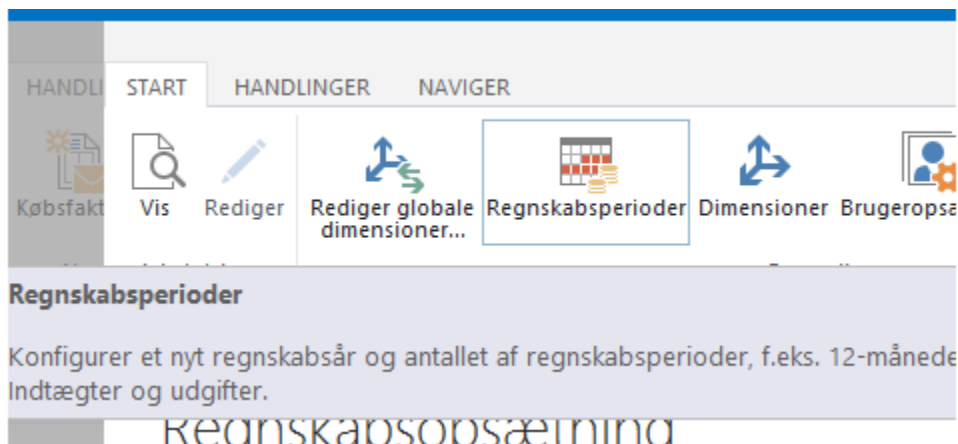 HANDLI START HANDLINGER NAVIGER
Købsfakt Vis Rediger Rediger globale Regnskabsperioder Dimensioner Brugeropsa
dimensioner...
Regnskabsperioder
Konfigurer et nyt regnskabsår og antallet af regnskabsperioder, f.eks. 12-månede
Indtægter og udgifter.
Regnskabsopsætning